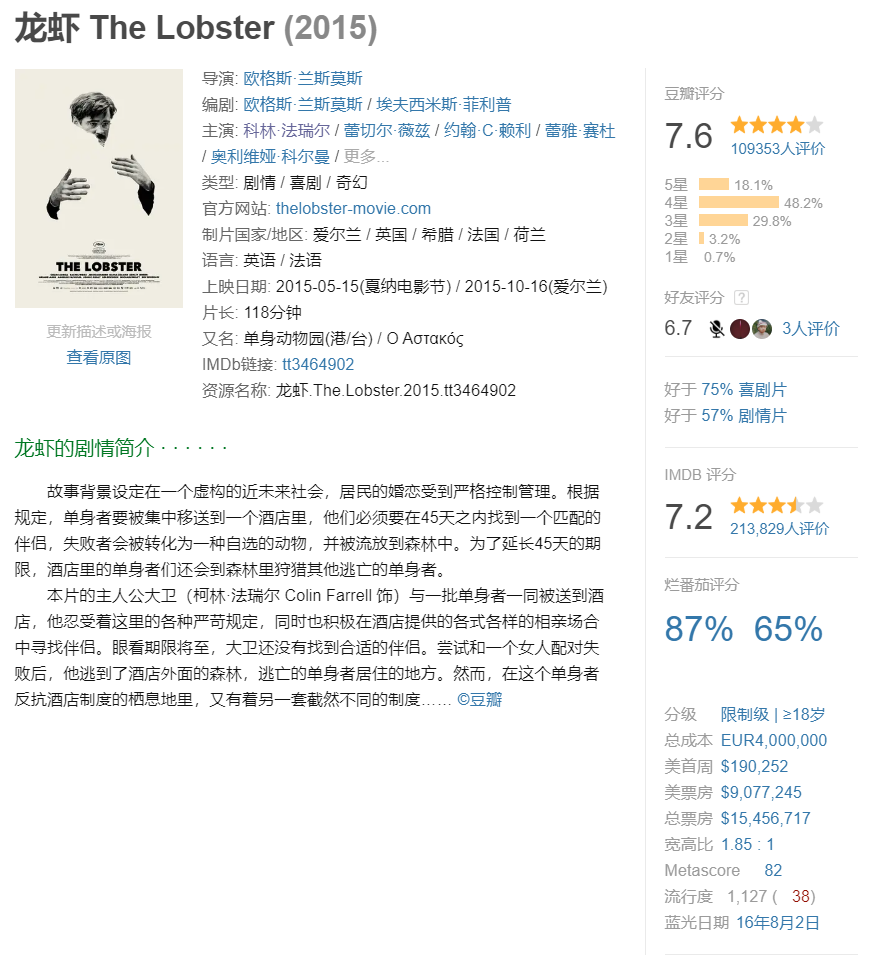 龙虾 The Lobster (2015)
THE LOBSTER
更新描述或海报
查看原图
导演: 欧格斯·兰斯莫斯
编剧: 欧格斯·兰斯莫斯 / 埃夫西米斯·菲利普
主演: 科林·法瑞尔 / 蕾切尔·薇兹 / 约翰·C·赖利 / 蕾雅·赛杜
/ 奥利维娅·科尔曼 / 更多...
类型: 剧情 / 喜剧 / 奇幻
官方网站: thelobster-movie.com
制片国家/地区: 爱尔兰 / 英国 / 希腊 / 法国 / 荷兰
语言: 英语 / 法语
上映日期: 2015-05-15(戛纳电影节) / 2015-10-16(爱尔兰)
片长: 118分钟
又名: 单身动物园(港/台) / Ο Αστακός
IMDb链接: tt3464902
资源名称: 龙虾.The.Lobster.2015.tt3464902
龙虾的剧情简介 · · · · · ·
故事背景设定在一个虚构的近未来社会，居民的婚恋受到严格控制管理。根据
规定，单身者要被集中移送到一个酒店里，他们必须要在45天之内找到一个匹配的
伴侣，失败者会被转化为一种自选的动物，并被流放到森林中。为了延长45天的期
限，酒店里的单身者们还会到森林里狩猎其他逃亡的单身者。
本片的主人公大卫（柯林·法瑞尔 Colin Farrell 饰）与一批单身者一同被送到酒
店，他忍受着这里的各种严苛规定，同时也积极在酒店提供的各式各样的相亲场合
中寻找伴侣。眼看期限将至，大卫还没有找到合适的伴侣。尝试和一个女人配对失
败后，他逃到了酒店外面的森林，逃亡的单身者居住的地方。然而，在这个单身者
反抗酒店制度的栖息地里，又有着另一套截然不同的制度…… ©豆瓣
豆瓣评分
7.6
109353人评价
5星 18.1%
4星 48.2%
3星 29.8%
2星 3.2%
1星 0.7%
好友评分 ?
6.7 3人评价
好于 75% 喜剧片
好于 57% 剧情片
IMDB 评分
7.2
213,829人评价
烂番茄评分
87% 65%
分级 限制级 | ≥18岁
总成本 EUR4,000,000
美首周 $190,252
美票房 $9,077,245
总票房 $15,456,717
宽高比 1.85 : 1
Metascore 82
流行度 1,127 ( 38)
蓝光日期 16年8月2日